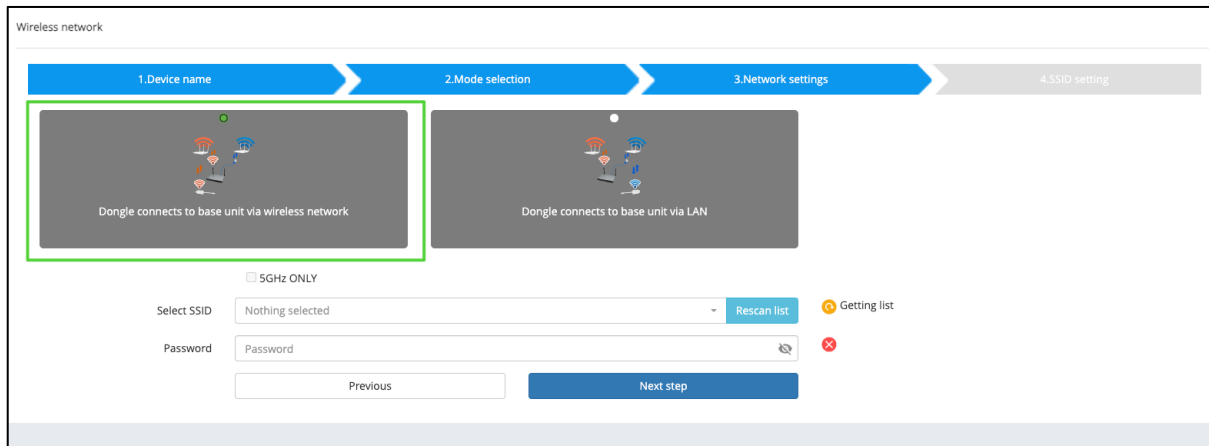 Wireless network
1.Device name
2.Mode selection
3.Network settings
4.SSID setting
Dongle connects to base unit via wireless network
Dongle connects to base unit via LAN
5GHz ONLY
Select SSID
Nothing selected
Rescan list
Getting list
Password
Password
Previous
Next step